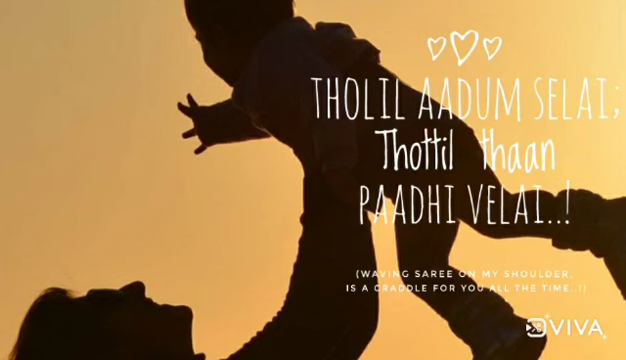 THOLIL AADUM SELAI;
Thottil thaan
PAADHI VELAI..!
(WAVING SAREE ON MY SHOULDER,
IS A CRADDLE FOR YOU ALL THE TIME..!)
VIVA